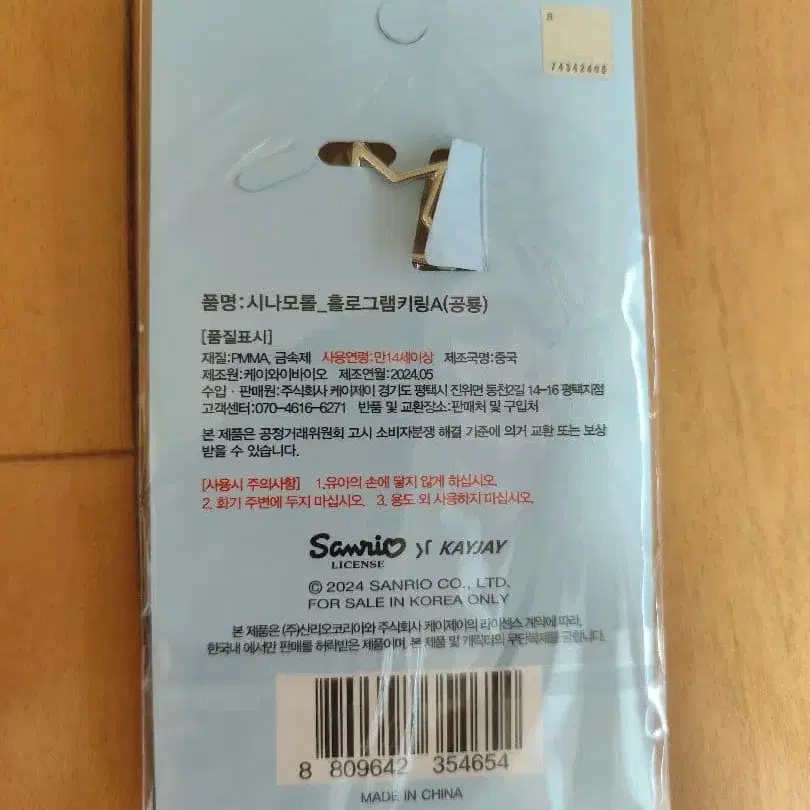 8
74342408
품명:시나모롤_홀로그램키링A(공룡)
[품질표시]
재질:PMMA, 금속제 사용연령:만14세이상 제조국명:중국
제조원:케이와이바이오 제조연월:2024.05
수입·판매원:주식회사 케이제이 경기도 평택시 진위면 동천2길 14-16 평택지점
고객센터:070-4616-6271 반품 및 교환장소:판매처 및 구입처
본 제품은 공정거래위원회 고시 소비자분쟁 해결 기준에 의거 교환 또는 보상
받을 수 있습니다.
[사용시 주의사항] 1.유아의 손에 닿지 않게 하십시오.
2. 화기 주변에 두지 마십시오. 3. 용도 외 사용하지 마십시오.
Sanrio KAYJAY
LICENSE
© 2024 SANRIO CO., LTD.
FOR SALE IN KOREA ONLY
본 제품은 (주)산리오코리아와 주식회사 케이제이의 라이센스 계약에 따라,
한국내 에서만 판매를 허락받은 제품이며, 본 제품 및 캐릭터의 무단복제를 금합니다.
8 809642 354654
MADE IN CHINA